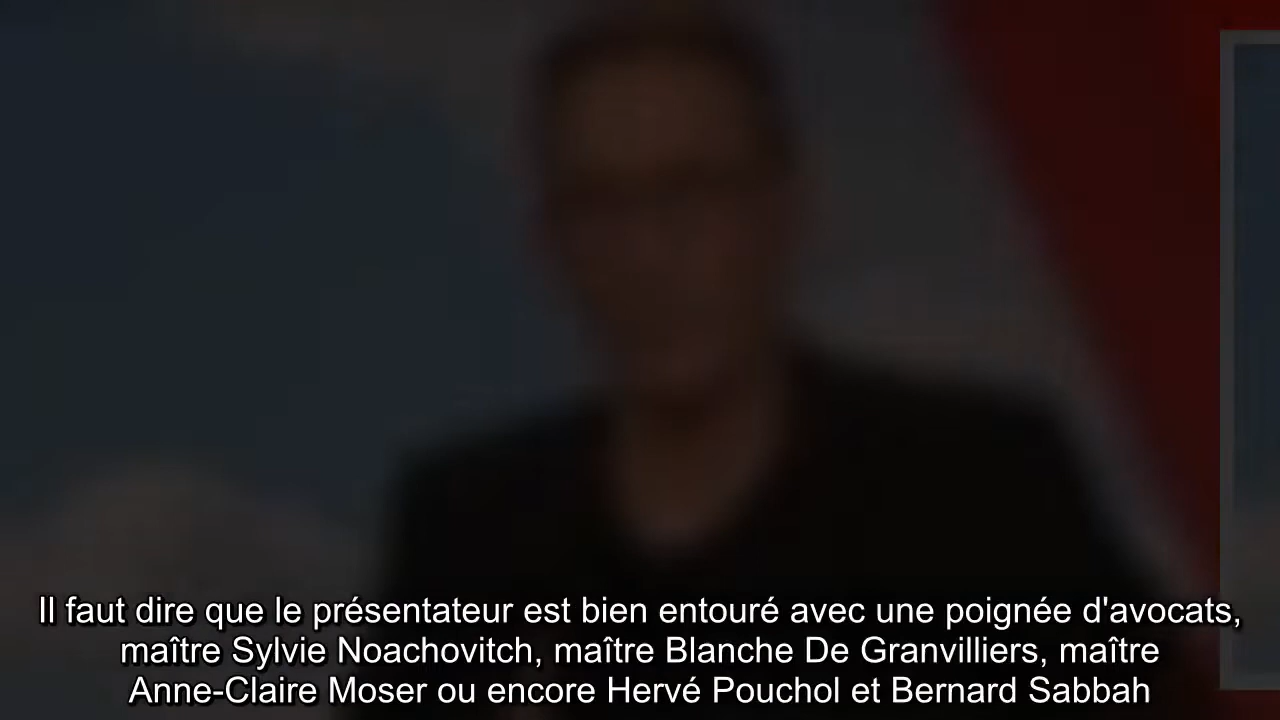 Il faut dire que le présentateur est bien entouré avec une poignée d'avocats,
maître Sylvie Noachovitch, maître Blanche De Granvilliers, maître
Anne-Claire Moser ou encore Hervé Pouchol et Bernard Sabbah